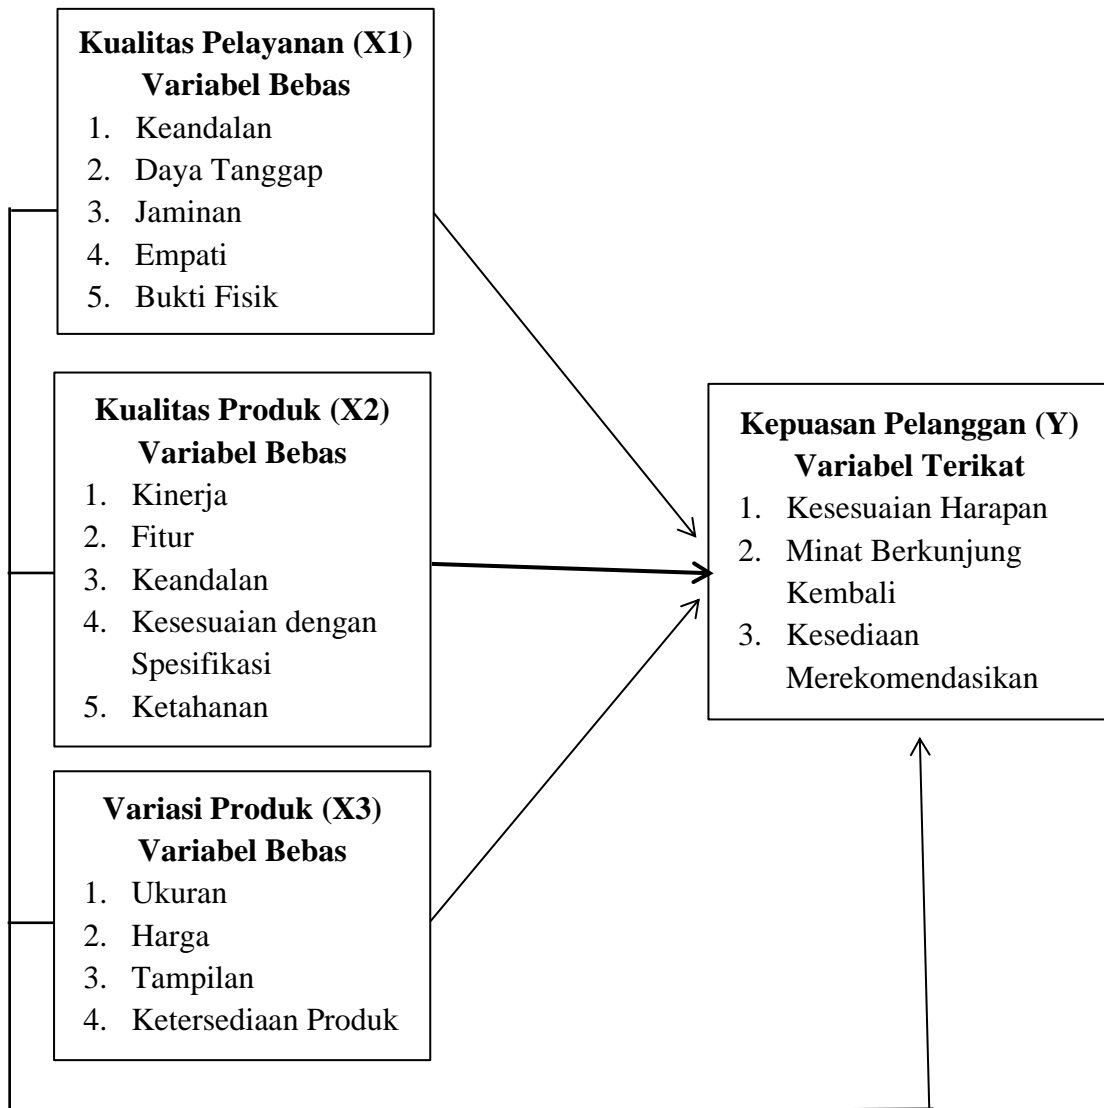 Kualitas Pelayanan (X1)
Variabel Bebas
1. Keandalan
2. Daya Tanggap
3. Jaminan
4. Empati
5. Bukti Fisik
Kualitas Produk (X2)
Variabel Bebas
1. Kinerja
2. Fitur
3. Keandalan
4. Kesesuaian dengan
Spesifikasi
5. Ketahanan
Variasi Produk (X3)
Variabel Bebas
1. Ukuran
2. Harga
3. Tampilan
4. Ketersediaan Produk
Kepuasan Pelanggan (Y)
Variabel Terikat
1. Kesesuaian Harapan
2. Minat Berkunjung
Kembali
3. Kesediaan
Merekomendasikan